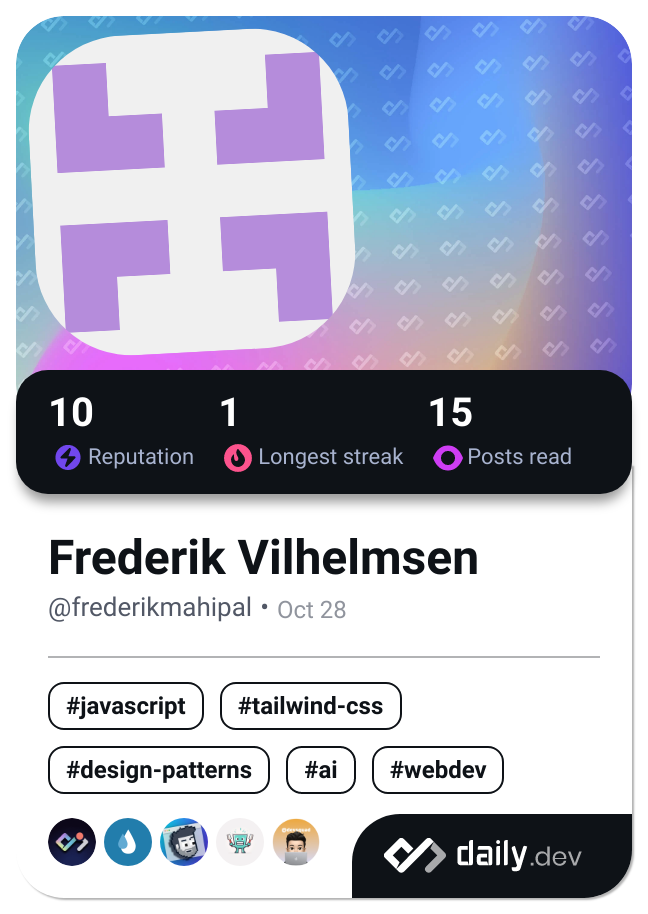 10 1 15
Reputation Longest streak Posts read
Frederik Vilhelmsen
@frederikmahipal • Oct 28
#javascript #tailwind-css
#design-patterns #ai #webdev
daily.dev